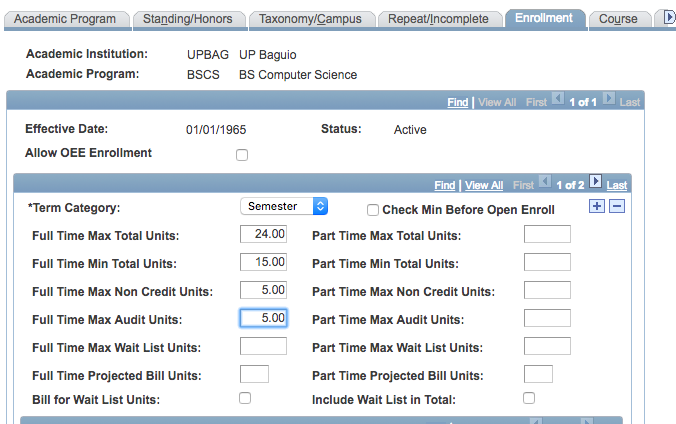 Academic Program Standing/Honors Taxonomy/Campus Repeat/Incomplete Enrollment Course
Academic Institution: UPBAG UP Baguio
Academic Program: BSCS BS Computer Science
Find | View All First 1 of 1 Last
Effective Date: 01/01/1965 Status: Active
Allow OEE Enrollment
Find | View All First 1 of 2 Last
*Term Category: Semester Check Min Before Open Enroll
Full Time Max Total Units: 24.00 Part Time Max Total Units:
Full Time Min Total Units: 15.00 Part Time Min Total Units:
Full Time Max Non Credit Units: 5.00 Part Time Max Non Credit Units:
Full Time Max Audit Units: 5.00 Part Time Max Audit Units:
Full Time Max Wait List Units: Part Time Max Wait List Units:
Full Time Projected Bill Units: Part Time Projected Bill Units:
Bill for Wait List Units: Include Wait List in Total: